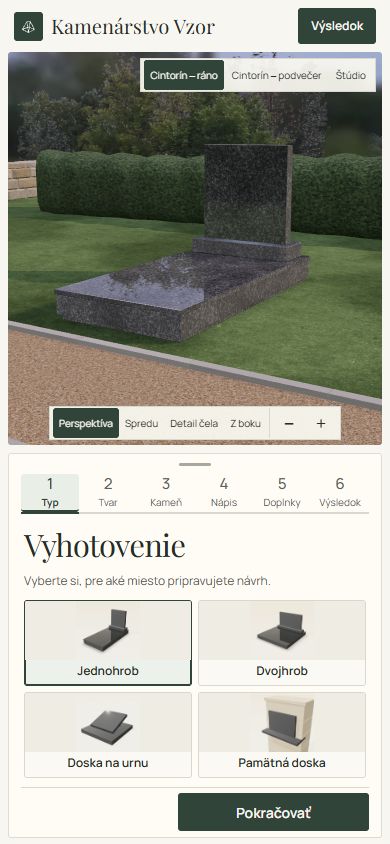 Kamenárstvo Vzor
Výsledok
Cintorín – ráno
Cintorín – podvečer
Štúdio
Perspektíva
Spredu
Detail čela
Z boku
−
+
1
Typ
2
Tvar
3
Kameň
4
Nápis
5
Doplnky
6
Výsledok
Vyhotovenie
Vyberte si, pre aké miesto pripravujete návrh.
Jednohrob
Dvojhrob
Doska na urnu
Pamätná doska
Pokračovať